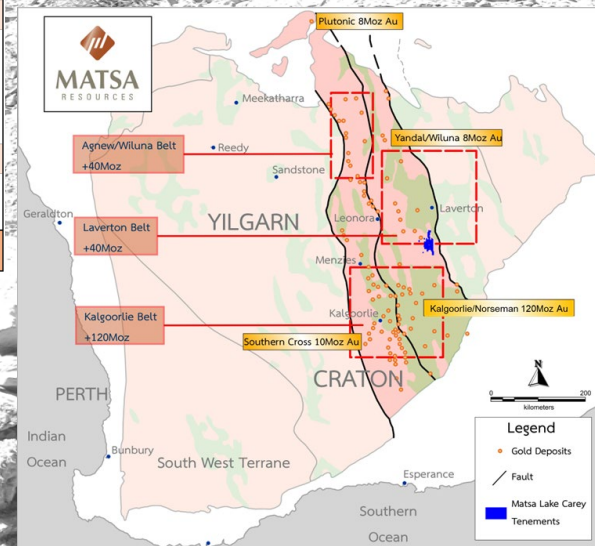 Plutonic 8Moz Au
MATSA
RESOURCES
Meekatharra
Yandal/Wiluna 8Moz Au
Agnew/Wiluna Belt
+40Moz
Reedy
Sandstone
Geraldton
YILGARN
Leonora
Laverton
Laverton Belt
+40Moz
Menzies
Kalgoorlie Belt
+120Moz
Kalgoorlie
Kalgoorlie/Norseman 120Moz Au
Southern Cross 10Moz Au
CRATON
PERTH
N
0 200
kilometers
Indian
Ocean
Bunbury
South West Terrane
Esperance
Southern
Ocean
Legend
Gold Deposits
Fault
Matsa Lake Carey
Tenements